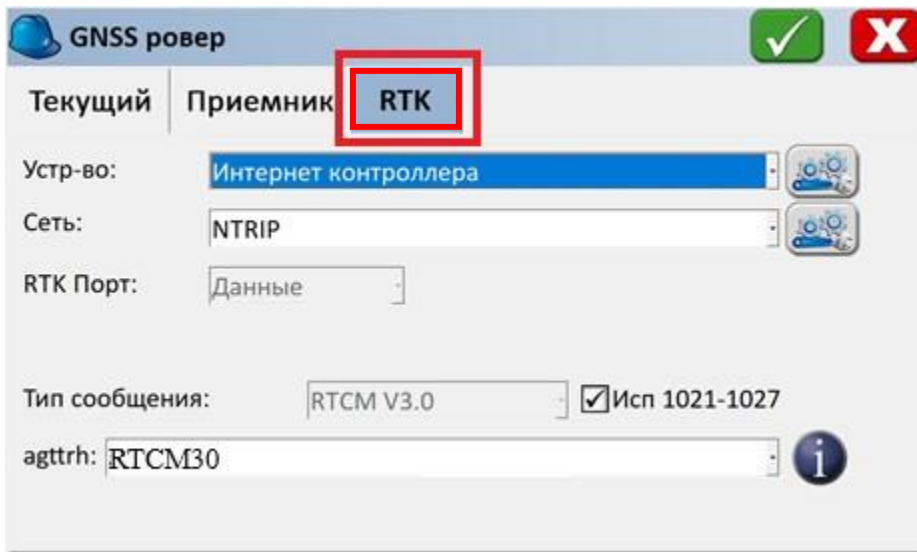 GNSS ровер
Текущий Приемник RTK
Устр-во: Интернет контроллера
Сеть: NTRIP
RTK Порт: Данные
Тип сообщения: RTCM V3.0 Исп 1021-1027
agttrh: RTCM30